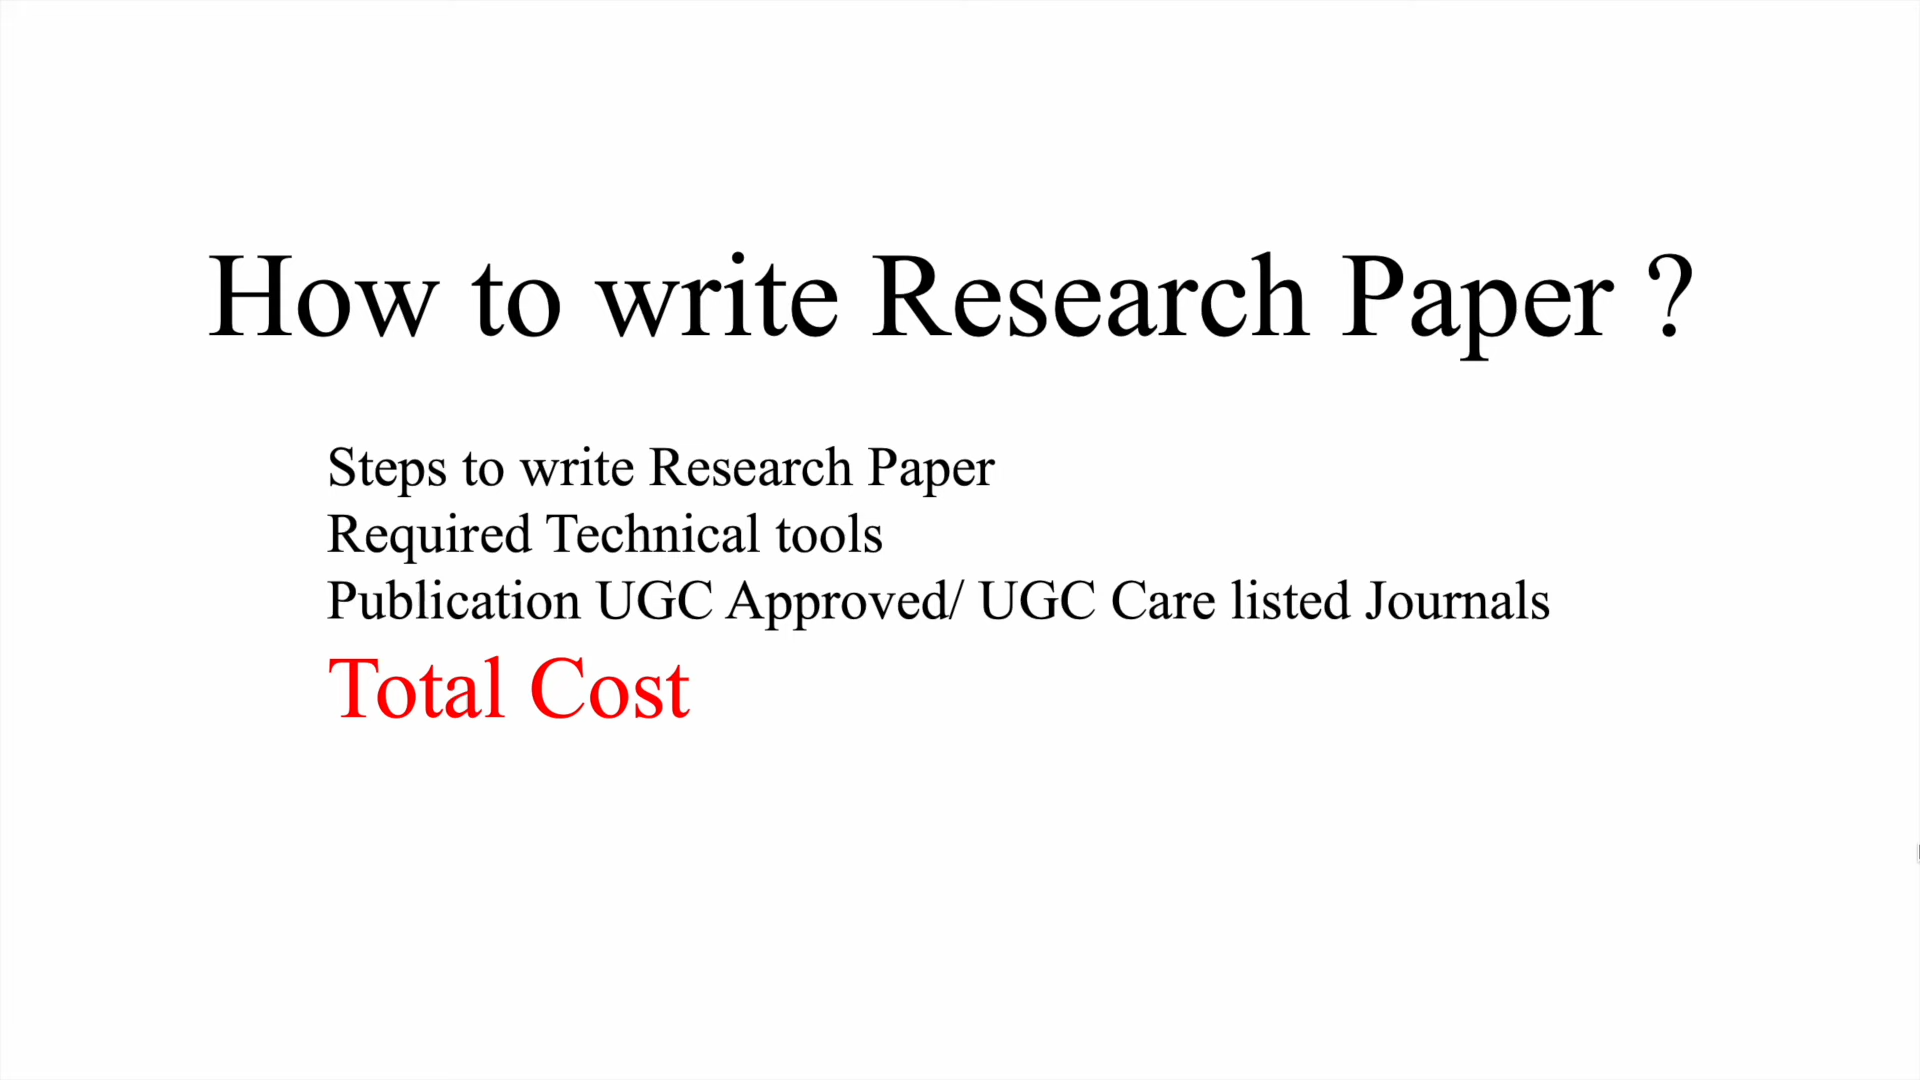 How to write Research Paper ?
Steps to write Research Paper
Required Technical tools
Publication UGC Approved/ UGC Care listed Journals
Total Cost